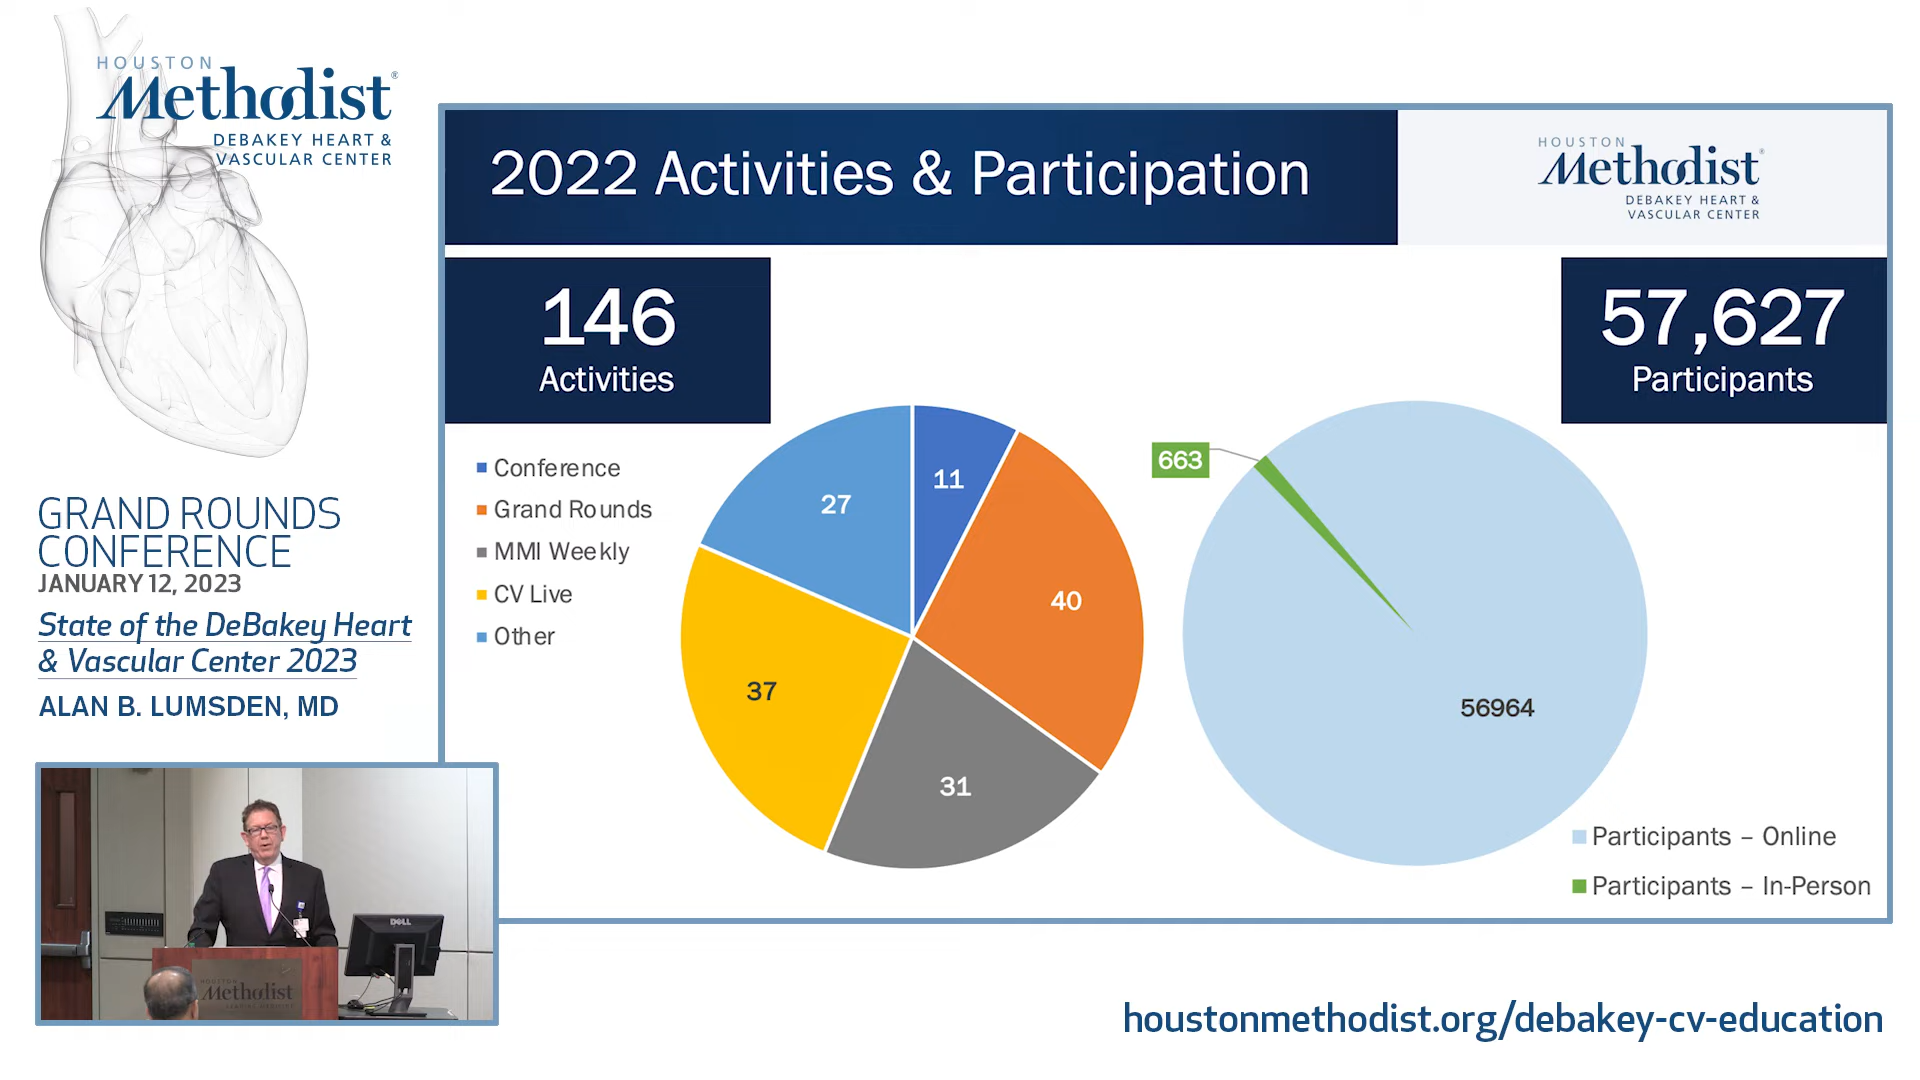 HOUSTON
Methodist®
DEBAKEY HEART &
VASCULAR CENTER
GRAND ROUNDS
CONFERENCE
JANUARY 12, 2023
State of the DeBakey Heart
& Vascular Center 2023
ALAN B. LUMSDEN, MD
2022 Activities & Participation
HOUSTON
Methodist®
DEBAKEY HEART &
VASCULAR CENTER
146
Activities
57,627
Participants
Conference
Grand Rounds
MMI Weekly
CV Live
Other
11
40
31
37
27
663
56964
Participants – Online
Participants – In-Person
DELL
HOUSTON
Methodist
houstonmethodist.org/debakey-cv-education